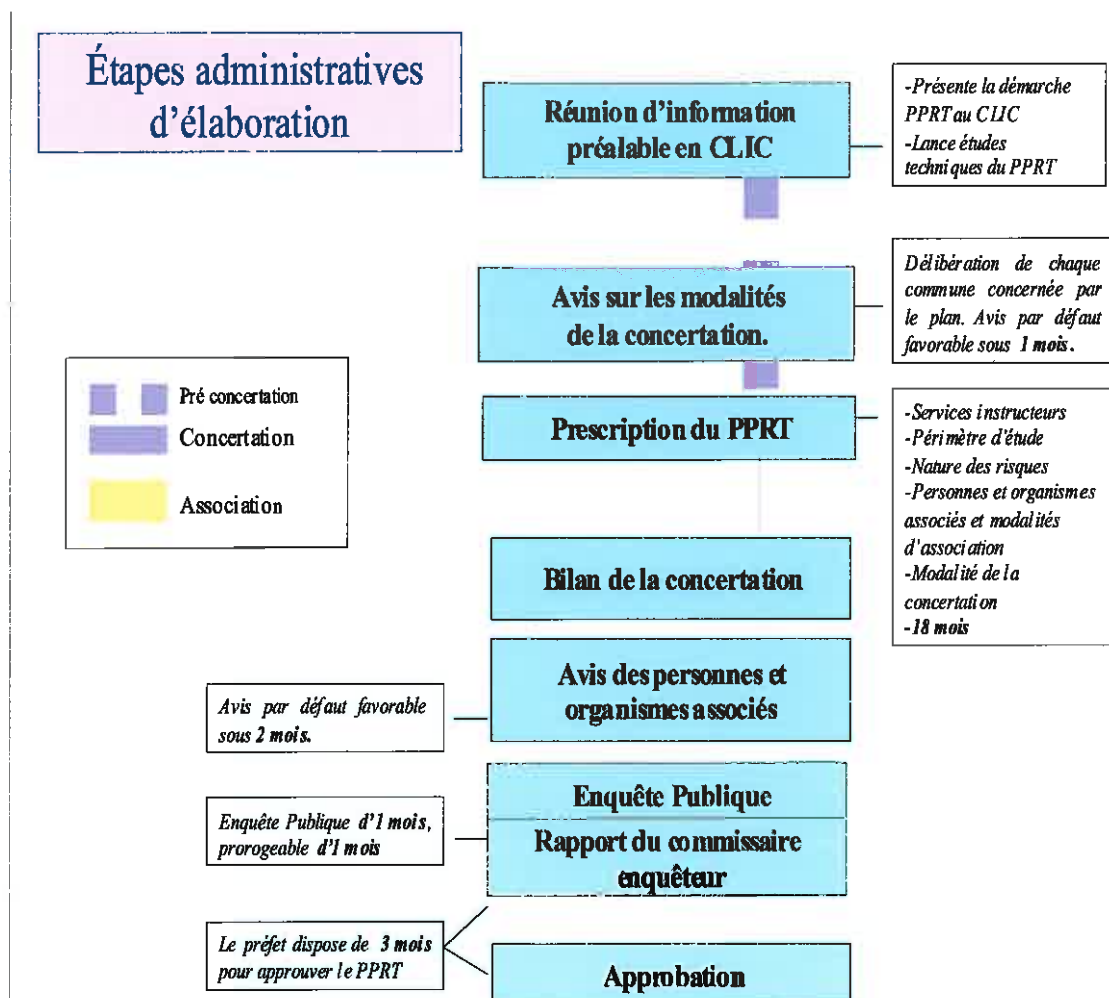 Étapes administratives
d'élaboration
Réunion d'information
préalable en CLIC
-Présente la démarche
PPRT au CLIC
-Lance études
techniques du PPRT
Avis sur les modalités
de la concertation.
Délibération de chaque
commune concernée par
le plan. Avis par défaut
favorable sous 1 mois.
Pré concertation
Concertation
Association
Prescription du PPRT
-Services instructeurs
-Périmètre d'étude
-Nature des risques
-Personnes et organismes
associés et modalités
d'association
-Modalité de la
concertation
-18 mois
Bilan de la concertation
Avis des personnes et
organismes associés
Avis par défaut favorable
sous 2 mois.
Enquête Publique
Rapport du commissaire
enquêteur
Enquête Publique d'1 mois,
prorogeable d'1 mois
Le préfet dispose de 3 mois
pour approuver le PPRT
Approbation